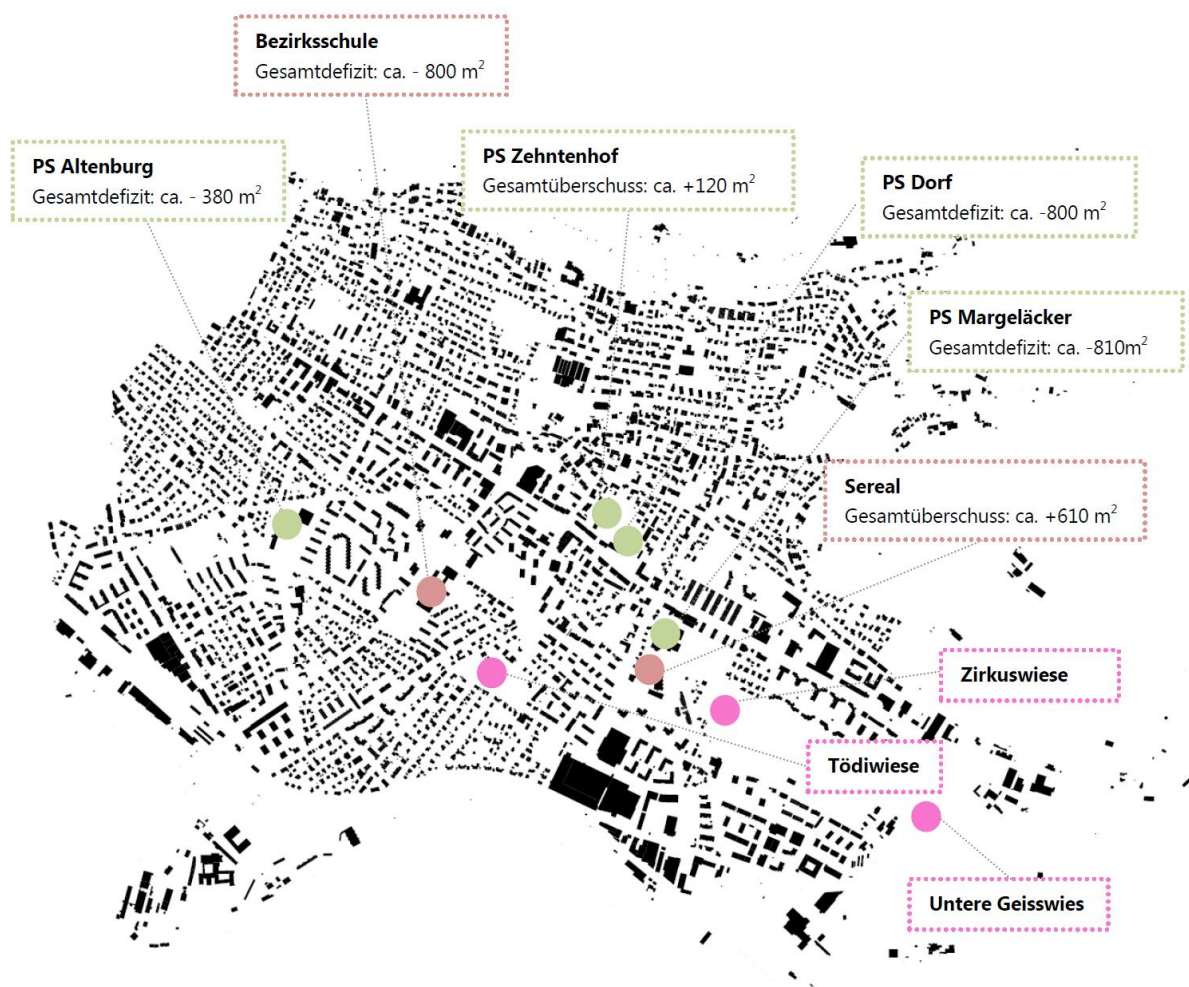 Bezirksschule
Gesamtdefizit: ca. - 800 m²
PS Altenburg
Gesamtdefizit: ca. - 380 m²
PS Zehntenhof
Gesamtüberschuss: ca. +120 m²
PS Dorf
Gesamtdefizit: ca. -800 m²
PS Margeläcker
Gesamtdefizit: ca. -810m²
Sereal
Gesamtüberschuss: ca. +610 m²
Zirkuswiese
Tödiwiese
Untere Geisswies